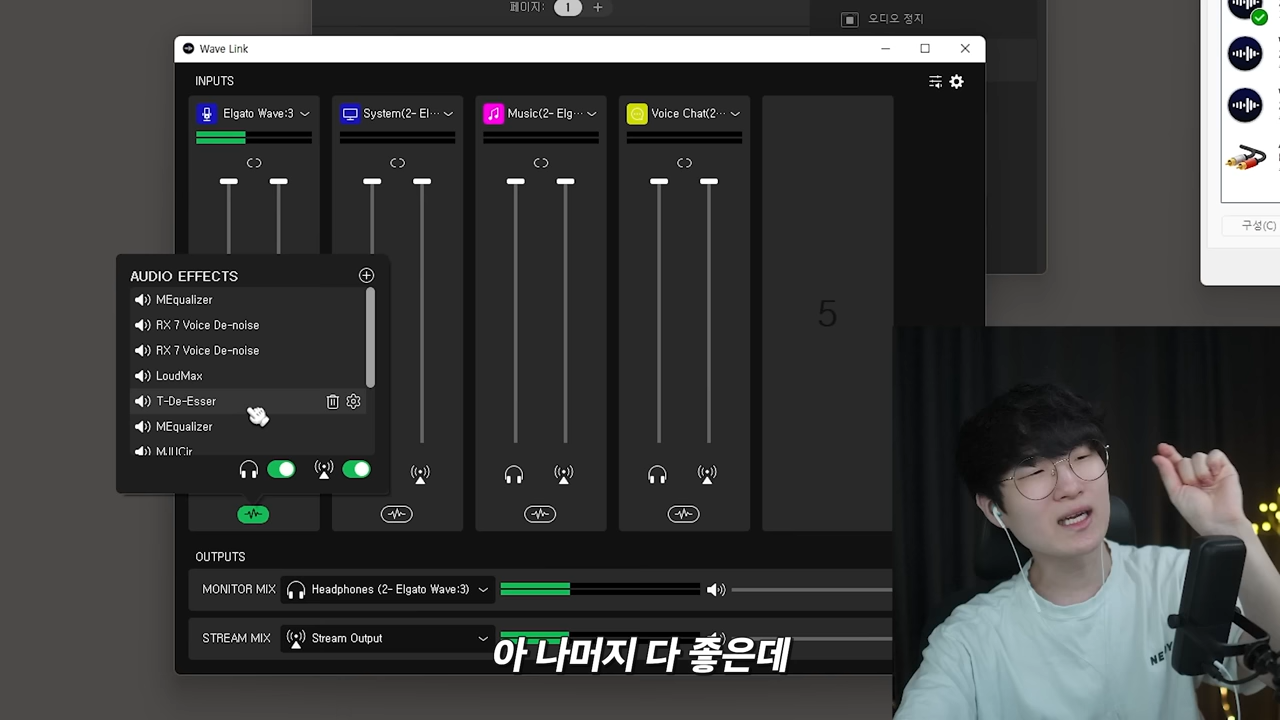 페이지: 1 +
오디오 정지
Wave Link
INPUTS
Elgato Wave:3
System(2- El···
Music(2- Elg···
Voice Chat(2···
5
AUDIO EFFECTS
MEqualizer
RX 7 Voice De-noise
RX 7 Voice De-noise
LoudMax
T-De-Esser
MEqualizer
MJUCjr
구성(C)
OUTPUTS
MONITOR MIX
Headphones (2- Elgato Wave:3)
STREAM MIX
Stream Output
아 나머지 다 좋은데